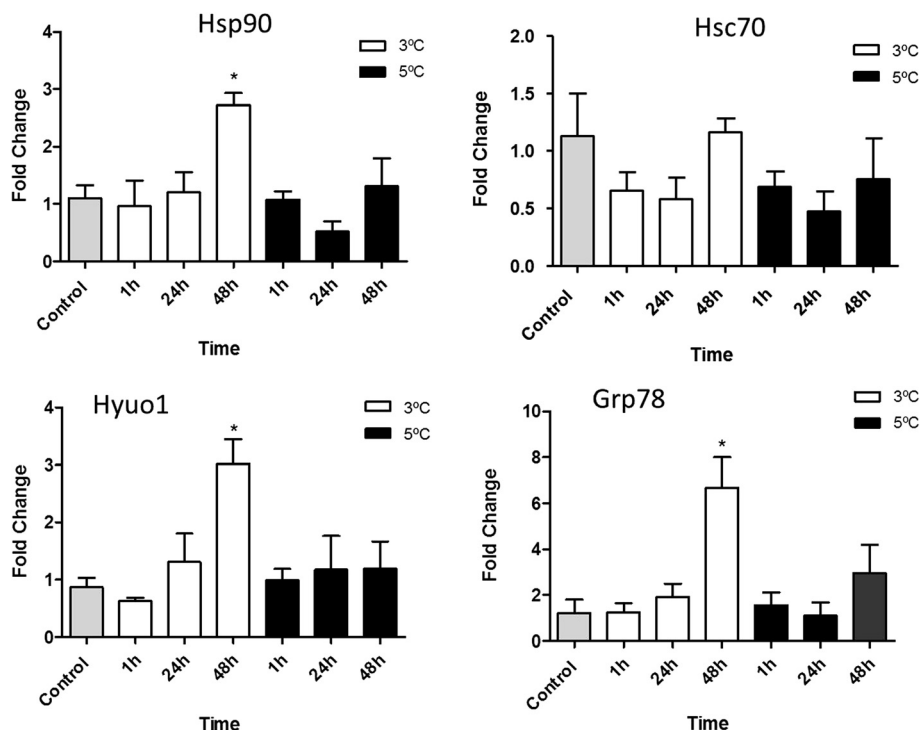 Hsp90
3ºC
5ºC
*
Fold Change
4
3
2
1
0
Control
1h
24h
48h
1h
24h
48h
Time
Hsc70
3ºC
5ºC
Fold Change
2.0
1.5
1.0
0.5
0.0
Control
1h
24h
48h
1h
24h
48h
Time
Hyuo1
3ºC
5ºC
*
Fold Change
4
3
2
1
0
Control
1h
24h
48h
1h
24h
48h
Time
Grp78
3ºC
5ºC
*
Fold Change
10
8
6
4
2
0
Control
1h
24h
48h
1h
24h
48h
Time